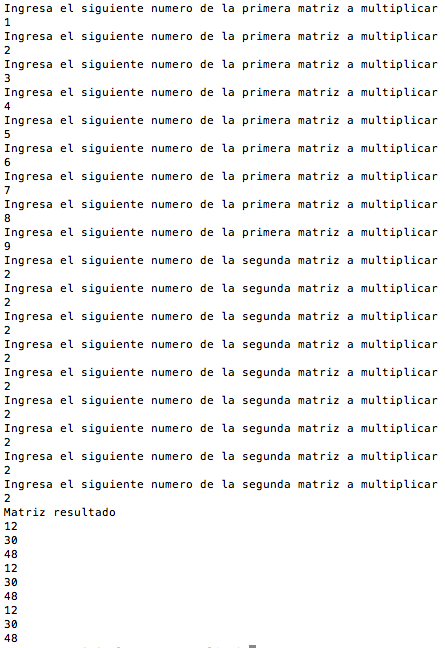 Ingresa el siguiente numero de la primera matriz a multiplicar
1
Ingresa el siguiente numero de la primera matriz a multiplicar
2
Ingresa el siguiente numero de la primera matriz a multiplicar
3
Ingresa el siguiente numero de la primera matriz a multiplicar
4
Ingresa el siguiente numero de la primera matriz a multiplicar
5
Ingresa el siguiente numero de la primera matriz a multiplicar
6
Ingresa el siguiente numero de la primera matriz a multiplicar
7
Ingresa el siguiente numero de la primera matriz a multiplicar
8
Ingresa el siguiente numero de la primera matriz a multiplicar
9
Ingresa el siguiente numero de la segunda matriz a multiplicar
2
Ingresa el siguiente numero de la segunda matriz a multiplicar
2
Ingresa el siguiente numero de la segunda matriz a multiplicar
2
Ingresa el siguiente numero de la segunda matriz a multiplicar
2
Ingresa el siguiente numero de la segunda matriz a multiplicar
2
Ingresa el siguiente numero de la segunda matriz a multiplicar
2
Ingresa el siguiente numero de la segunda matriz a multiplicar
2
Ingresa el siguiente numero de la segunda matriz a multiplicar
2
Ingresa el siguiente numero de la segunda matriz a multiplicar
2
Matriz resultado
12
30
48
12
30
48
12
30
48